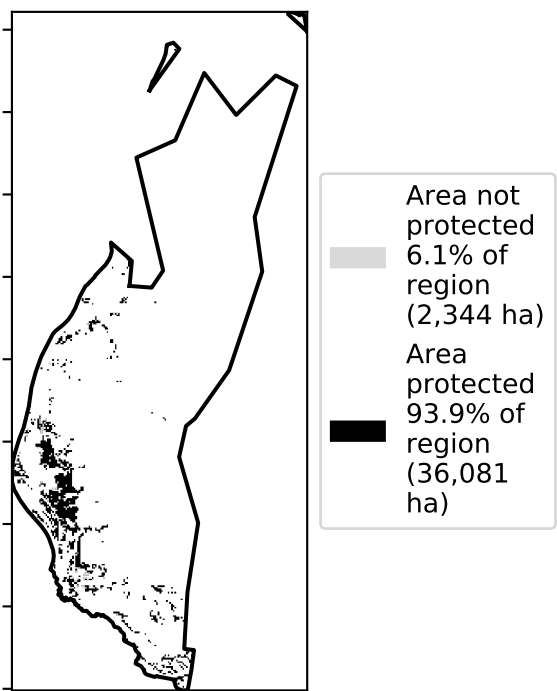 Area not
protected
6.1% of
region
(2,344 ha)
Area
protected
93.9% of
region
(36,081
ha)